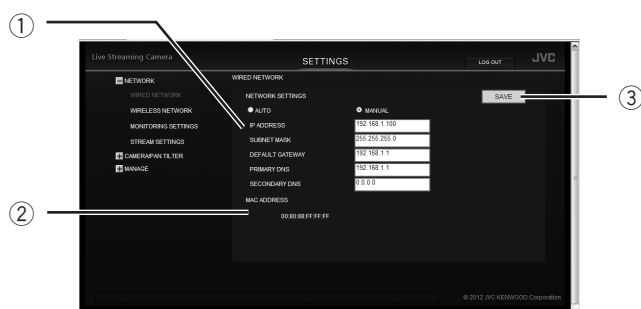 ①
Live Streaming Camera
SETTINGS
LOG OUT
JVC
NETWORK
WIRED NETWORK
WIRELESS NETWORK
MONITORING SETTINGS
STREAM SETTINGS
CAMERA/PAN TILTER
MANAGE
WIRED NETWORK
NETWORK SETTINGS
SAVE
③
AUTO MANUAL
IP ADDRESS 192.168.1.100
SUBNET MASK 255.255.255.0
DEFAULT GATEWAY 192.168.1.1
PRIMARY DNS 192.168.1.1
SECONDARY DNS 0.0.0.0
MAC ADDRESS
②
00:80:88:FF:FF:FF
© 2012 JVC KENWOOD Corporation